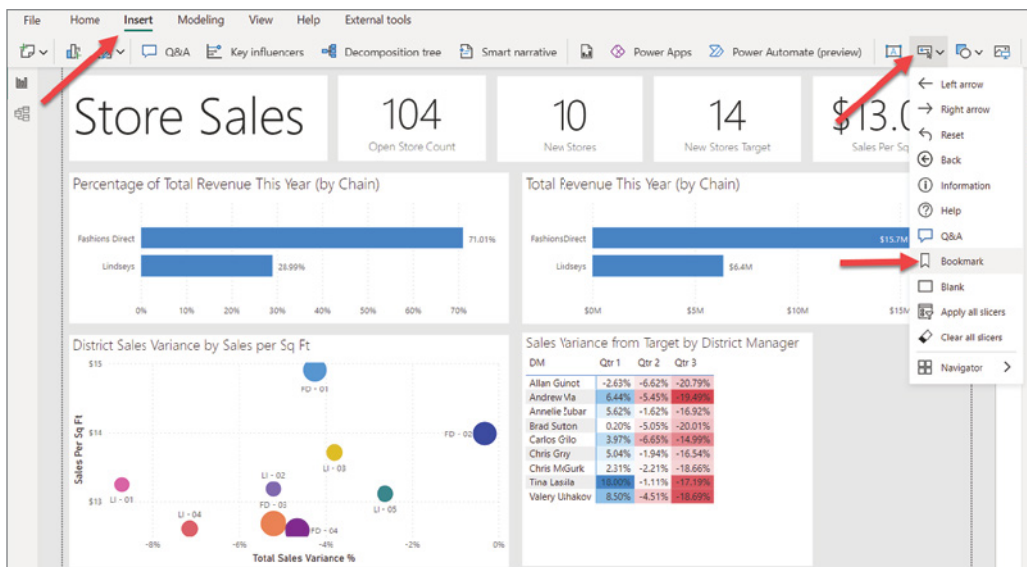 File Home Insert Modeling View Help External tools
Q&A Key influencers Decomposition tree Smart narrative Power Apps Power Automate (preview)
Store Sales
104
Open Store Count
10
New Stores
14
New Stores Target
$13.0
Sales Per Sq
Left arrow
Right arrow
Reset
Back
Information
Help
Q&A
Bookmark
Blank
Apply all slicers
Clear all slicers
Navigator
Percentage of Total Revenue This Year (by Chain)
Fashions Direct 71.01%
Lindseys 28.99%
0% 10% 20% 30% 40% 50% 60% 70%
Total Revenue This Year (by Chain)
FashionsDirect $15.7M
Lindseys $6.4M
$0M $5M $10M $15M
District Sales Variance by Sales per Sq Ft
Sales Per Sq Ft
$15
$14
$13
FD - 01
FD - 02
LI - 03
LI - 02
LI - 01
FD - 03
LI - 05
LI - 04
FD - 04
-8% -6% -4% -2% 0%
Total Sales Variance %
Sales Variance from Target by District Manager
DM Qtr 1 Qtr 2 Qtr 3
Allan Guinot -2.63% -6.62% -20.79%
Andrew Ma 6.44% -5.45% -19.49%
Annelie Zubar 5.62% -1.62% -16.92%
Brad Sutton 0.20% -5.05% -20.01%
Carlos Grilo 3.97% -6.65% -14.99%
Chris Gray 5.04% -1.94% -16.54%
Chris McGurk 2.31% -2.21% -18.66%
Tina Lasila 18.00% -1.11% -17.19%
Valery Ushakov 8.50% -4.51% -18.69%